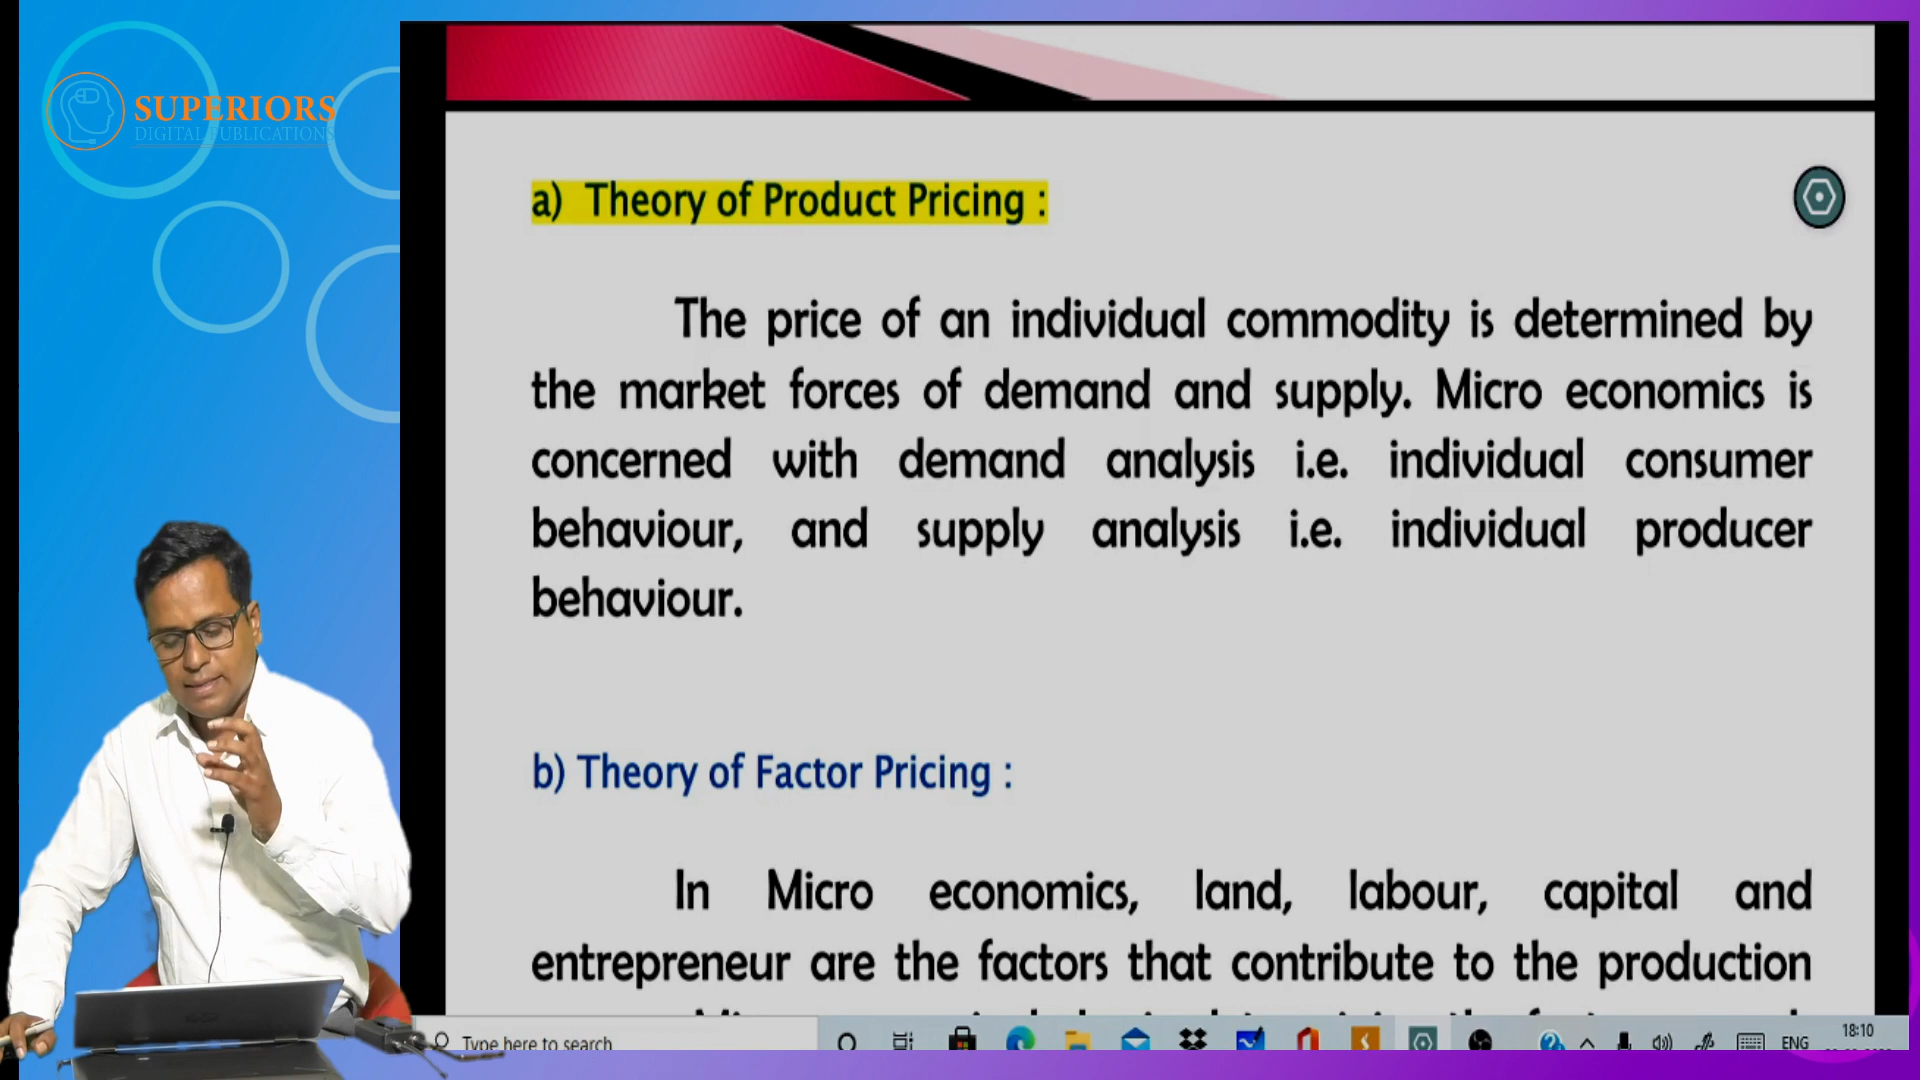 SUPERIORS
DIGITAL PUBLICATIONS
a) Theory of Product Pricing :
The price of an individual commodity is determined by
the market forces of demand and supply. Micro economics is
concerned with demand analysis i.e. individual consumer
behaviour, and supply analysis i.e. individual producer
behaviour.
b) Theory of Factor Pricing :
In Micro economics, land, labour, capital and
entrepreneur are the factors that contribute to the production
Type here to search
ENG
18:10